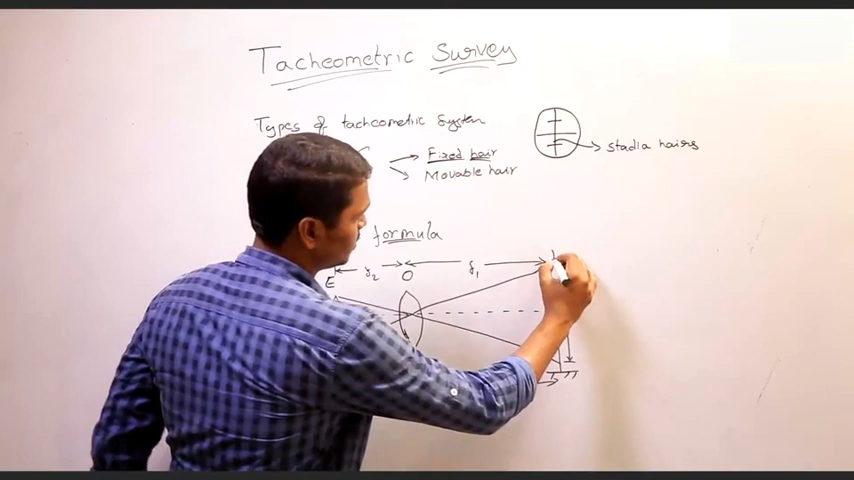 Tacheometric Survey
Types of tacheometric System
Fixed hair
Movable hair
stadia hairs
formula
f₂ O f₁
E